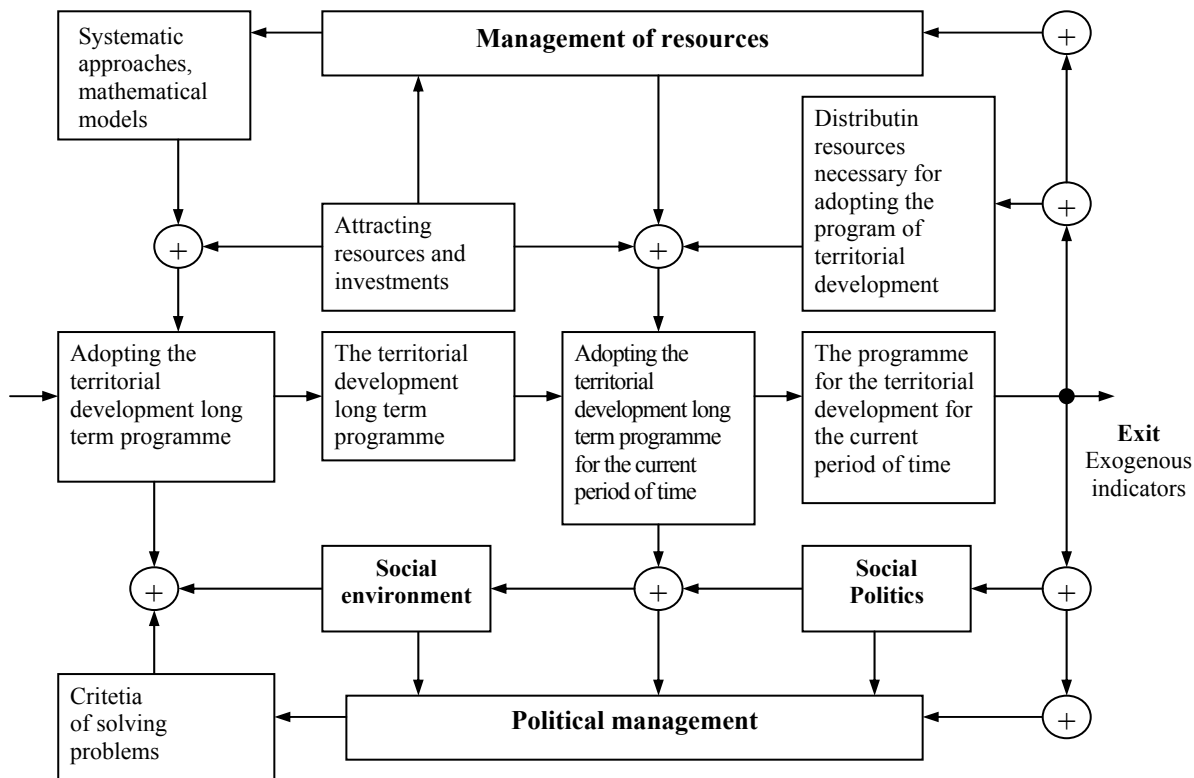 Systematic
approaches,
mathematical
models
Management of resources
+
Distributin
resources
necessary for
adopting the
program of
territorial
development
+
+
Attracting
resources and
investments
+
Adopting the
territorial
development long
term programme
The territorial
development
long term
programme
Adopting the
territorial
development long
term programme
for the current
period of time
The programme
for the territorial
development for
the current
period of time
Exit
Exogenous
indicators
+
Social
environment
+
Social
Politics
+
Critetia
of solving
problems
Political management
+